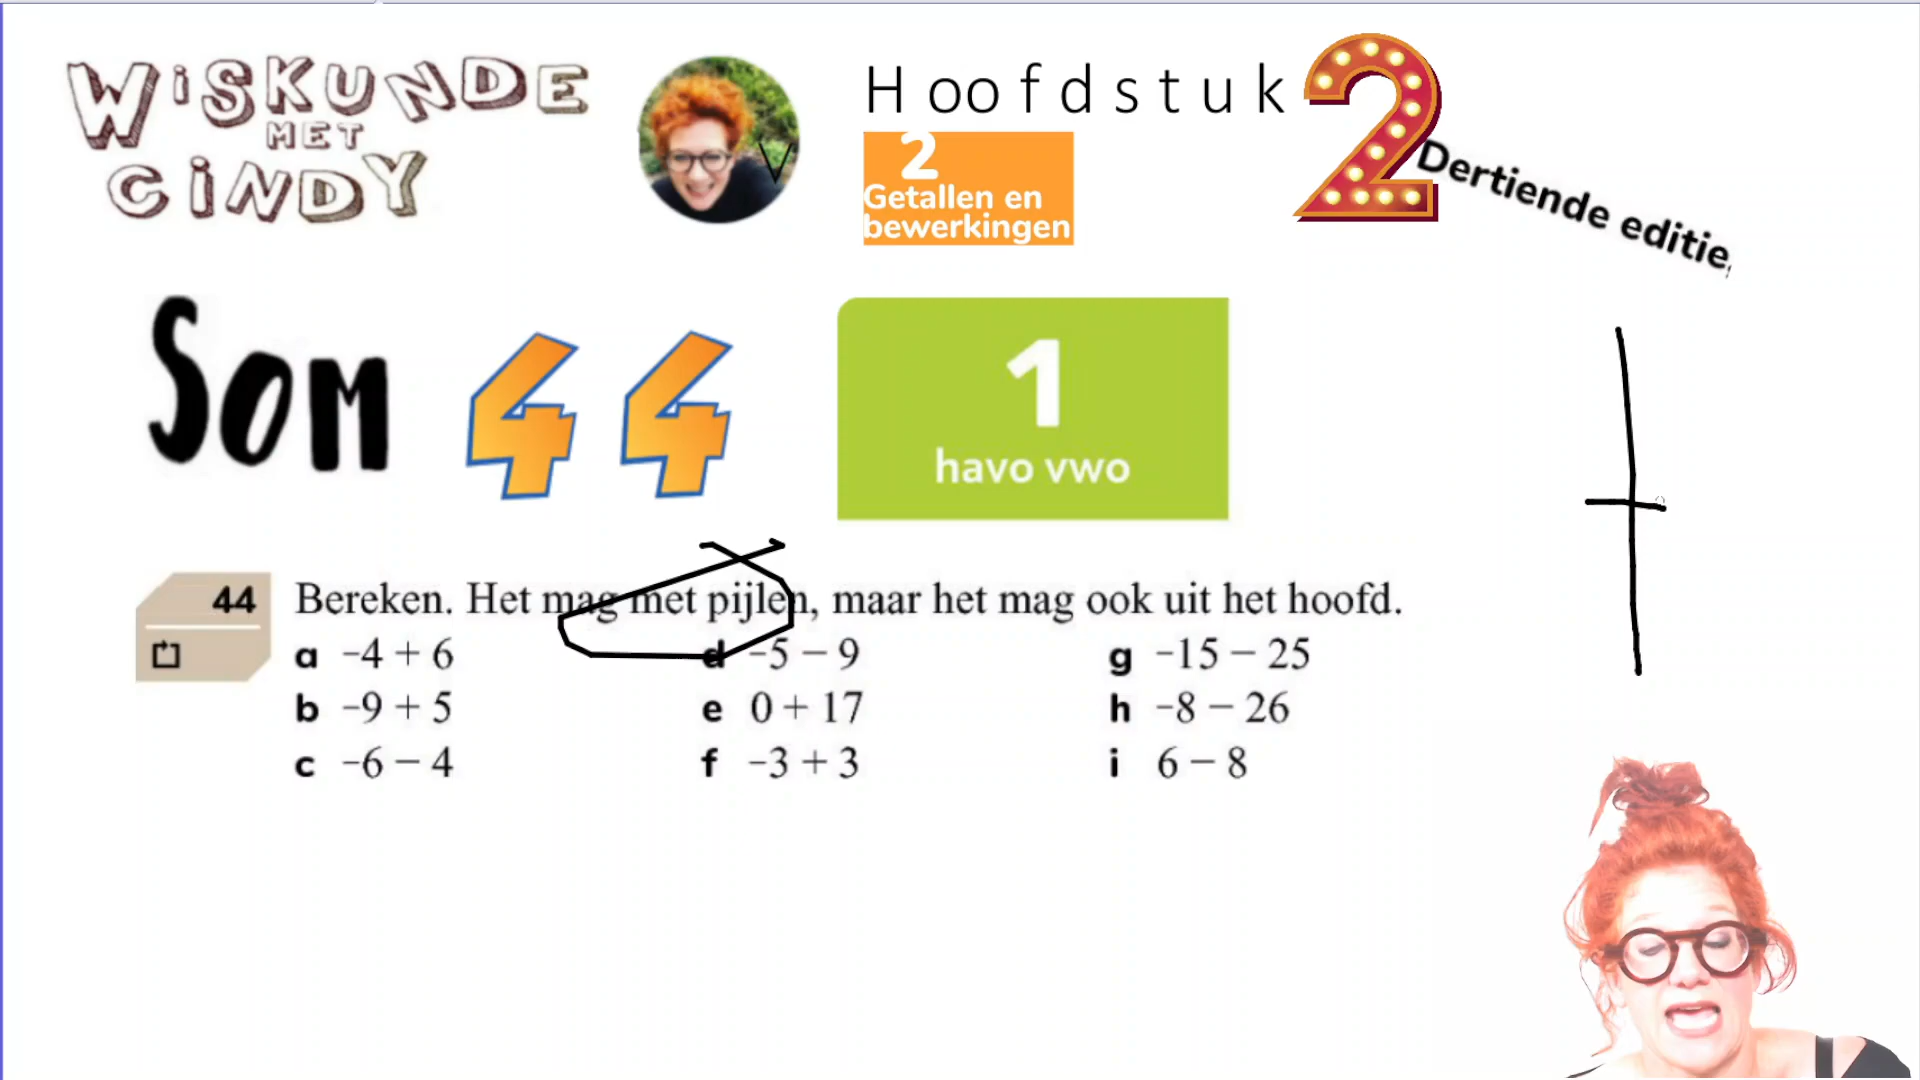 WiSKUNDE
MET
CiNDY
Hoofdstuk 2
2
Getallen en
bewerkingen
Dertiende editie,
Som 44
1
havo vwo
44 Bereken. Het mag met pijlen, maar het mag ook uit het hoofd.
a -4 + 6
b -9 + 5
c -6 – 4
d -5 – 9
e 0 + 17
f -3 + 3
g -15 – 25
h -8 – 26
i 6 – 8